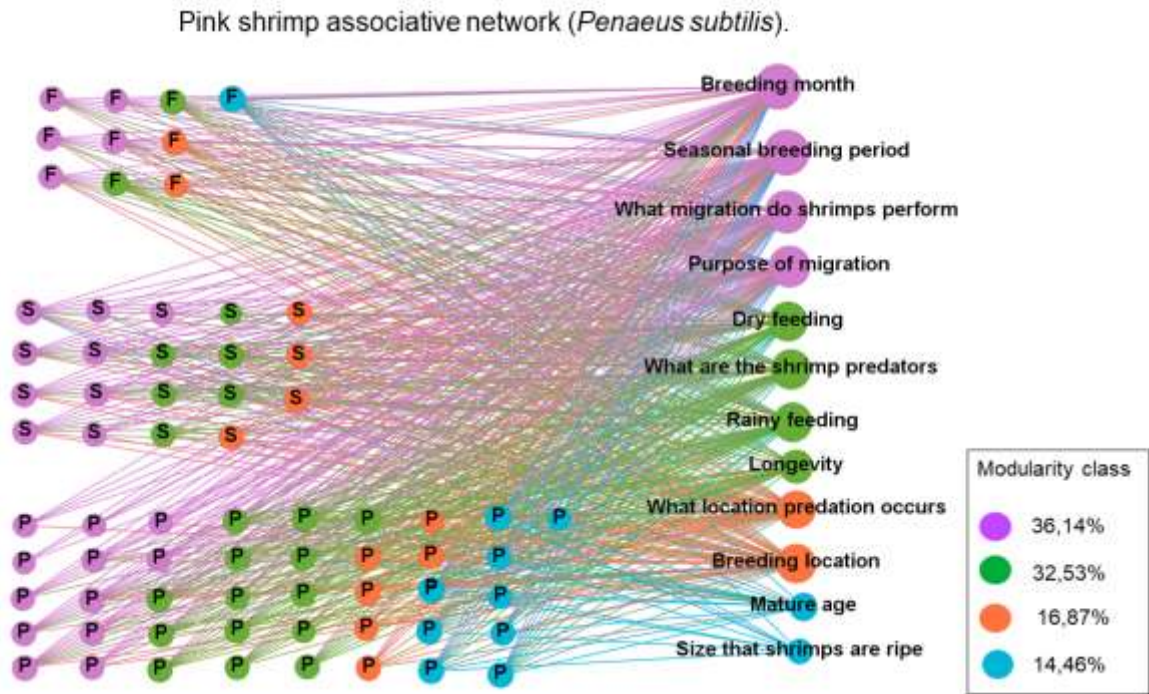 Pink shrimp associative network (Penaeus subtilis).
F F F F
F F F
F F F
S S S S S
S S S S S
S S S S S
S S S S
P P P P P P P P P
P P P P P P P P
P P P P P P P P
P P P P P P P P
P P P P P P P P
Breeding month
Seasonal breeding period
What migration do shrimps perform
Purpose of migration
Dry feeding
What are the shrimp predators
Rainy feeding
Longevity
What location predation occurs
Breeding location
Mature age
Size that shrimps are ripe
Modularity class
36,14%
32,53%
16,87%
14,46%